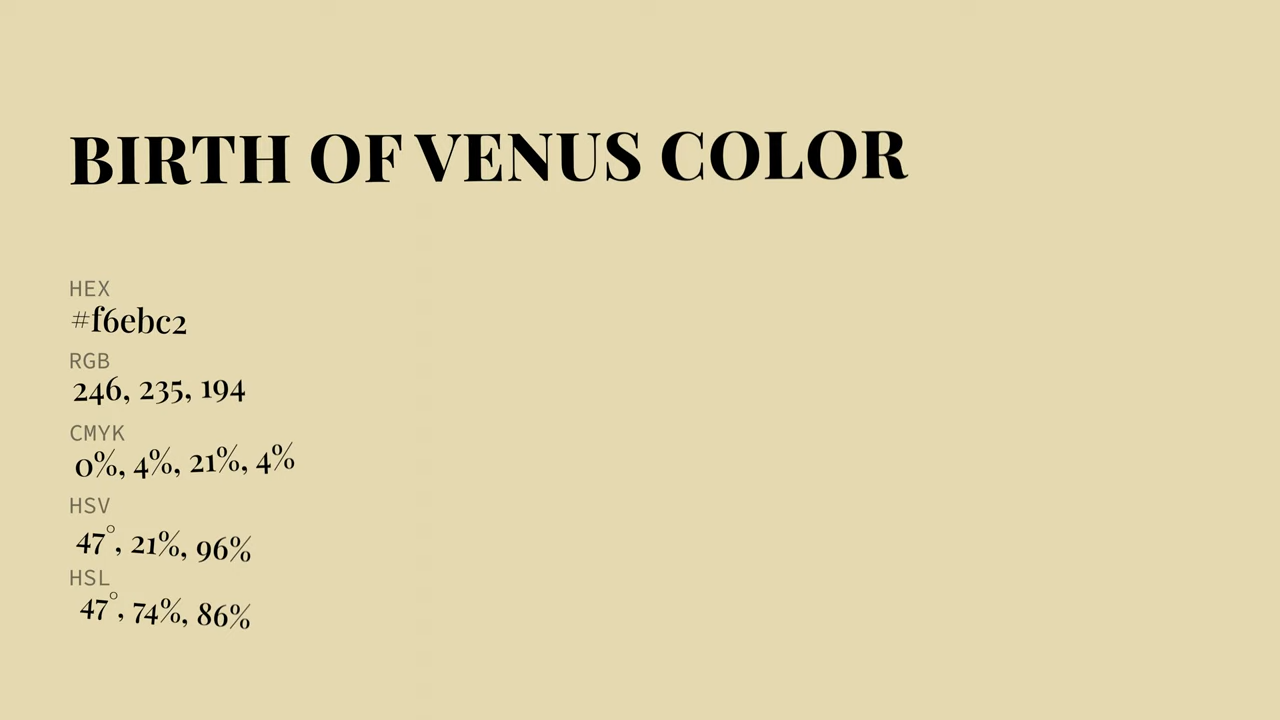 BIRTH OF VENUS COLOR
HEX
#f6ebc2
RGB
246, 235, 194
CMYK
0%, 4%, 21%, 4%
HSV
47°, 21%, 96%
HSL
47°, 74%, 86%